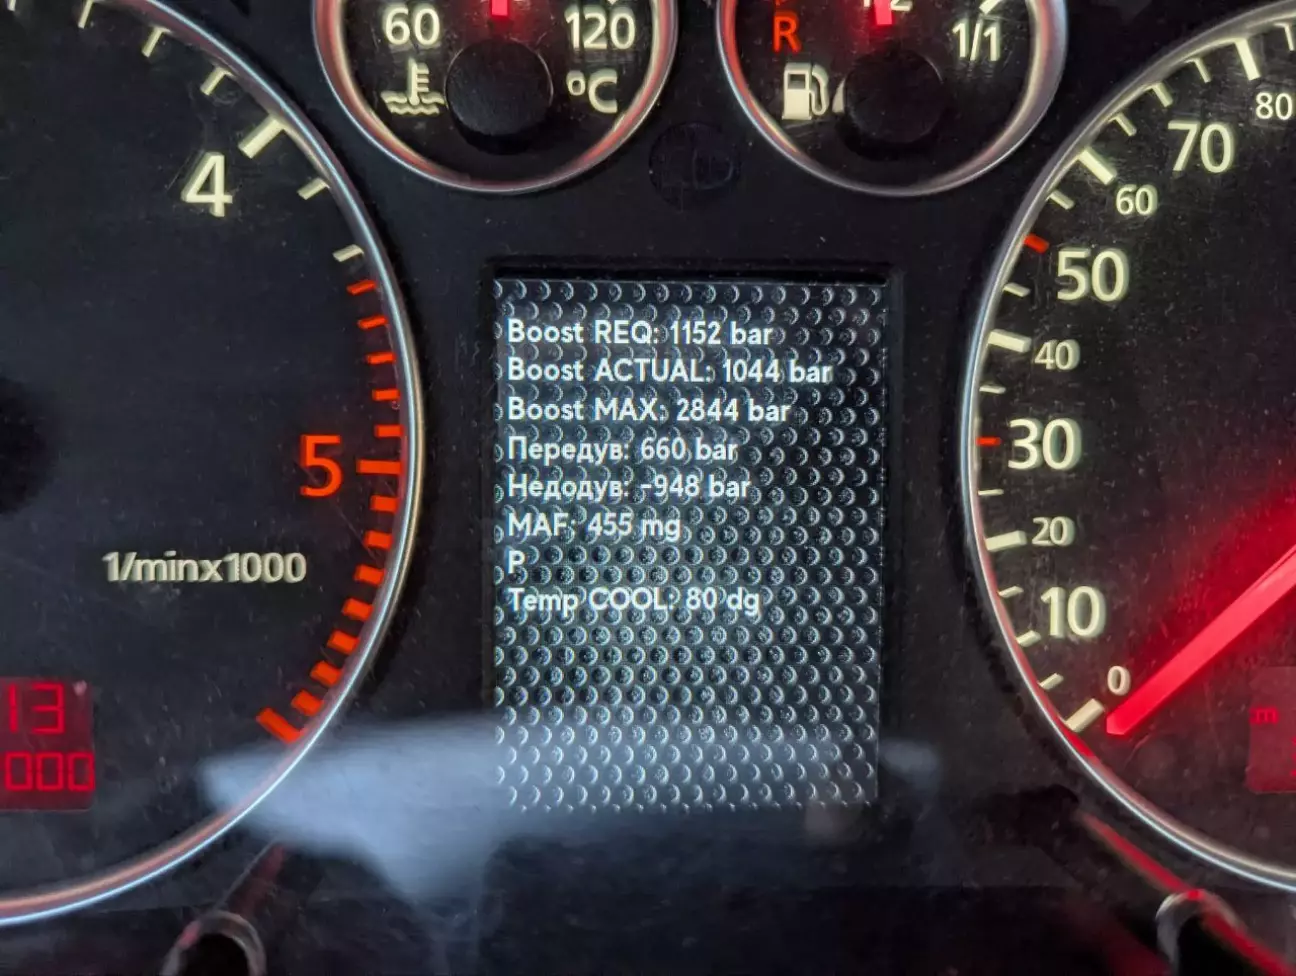 60
120
°C
R
1/2
1/1
4
5
1/minx1000
13
000
Boost REQ: 1152 bar
Boost ACTUAL: 1044 bar
Boost MAX: 2844 bar
Передув: 660 bar
Недодув: -948 bar
MAF: 455 mg
P
Temp COOL: 80 dg
80
70
60
50
40
30
20
10
0
m